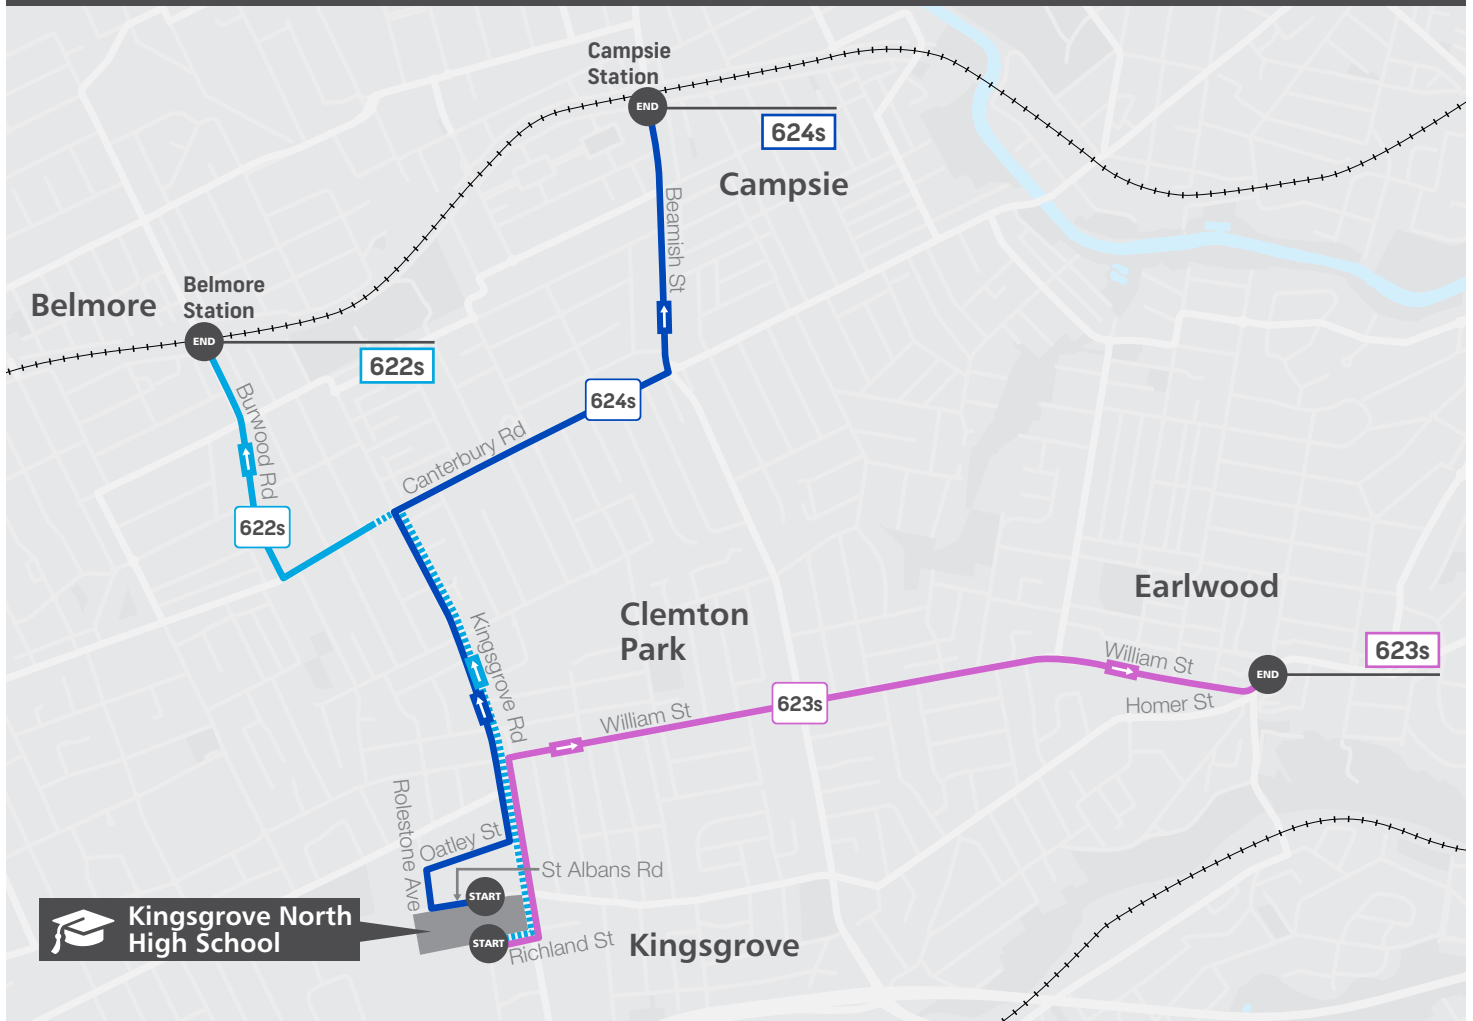 Campsie
Station
END
624s
Campsie
Beamish St
Belmore
Belmore
Station
END
622s
Burwood Rd
624s
Canterbury Rd
622s
Clemton
Park
Earlwood
Kingsgrove Rd
William St
END
623s
Homer St
William St
623s
Rolestone Ave
Oatley St
St Albans Rd
START
Kingsgrove North
High School
START
Richland St
Kingsgrove